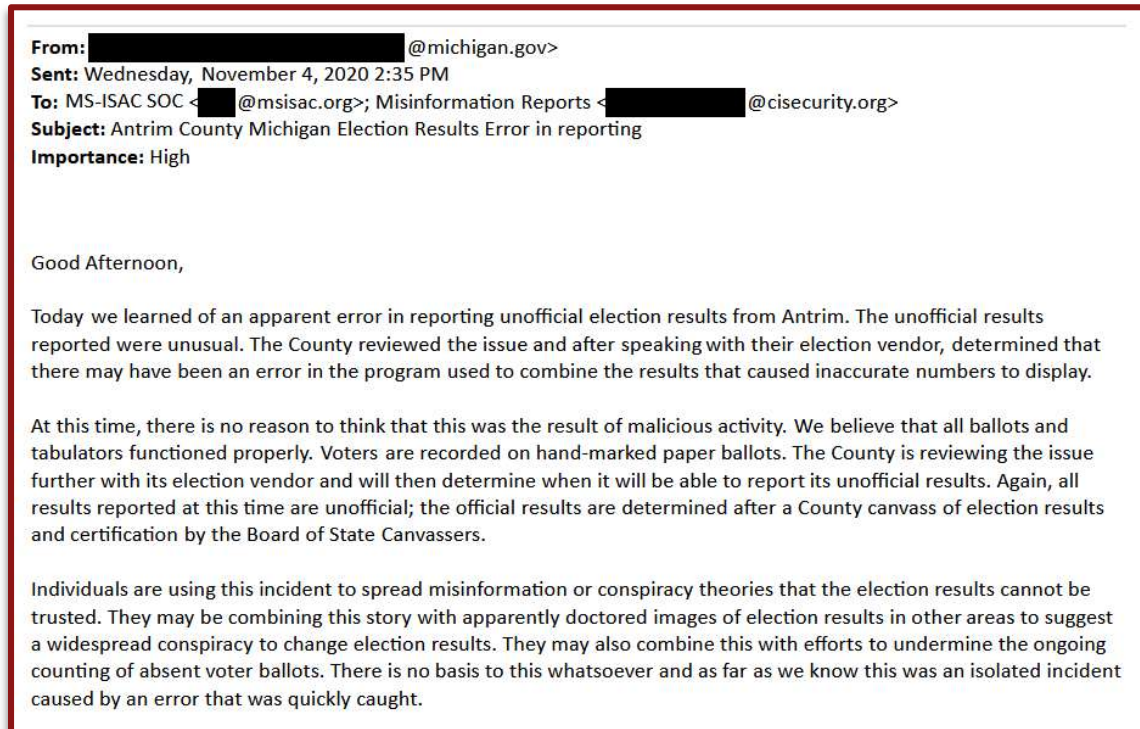 From: @michigan.gov>
Sent: Wednesday, November 4, 2020 2:35 PM
To: MS-ISAC SOC < @msisac.org>; Misinformation Reports < @cisecurity.org>
Subject: Antrim County Michigan Election Results Error in reporting
Importance: High
Good Afternoon,
Today we learned of an apparent error in reporting unofficial election results from Antrim. The unofficial results
reported were unusual. The County reviewed the issue and after speaking with their election vendor, determined that
there may have been an error in the program used to combine the results that caused inaccurate numbers to display.
At this time, there is no reason to think that this was the result of malicious activity. We believe that all ballots and
tabulators functioned properly. Voters are recorded on hand-marked paper ballots. The County is reviewing the issue
further with its election vendor and will then determine when it will be able to report its unofficial results. Again, all
results reported at this time are unofficial; the official results are determined after a County canvass of election results
and certification by the Board of State Canvassers.
Individuals are using this incident to spread misinformation or conspiracy theories that the election results cannot be
trusted. They may be combining this story with apparently doctored images of election results in other areas to suggest
a widespread conspiracy to change election results. They may also combine this with efforts to undermine the ongoing
counting of absent voter ballots. There is no basis to this whatsoever and as far as we know this was an isolated incident
caused by an error that was quickly caught.